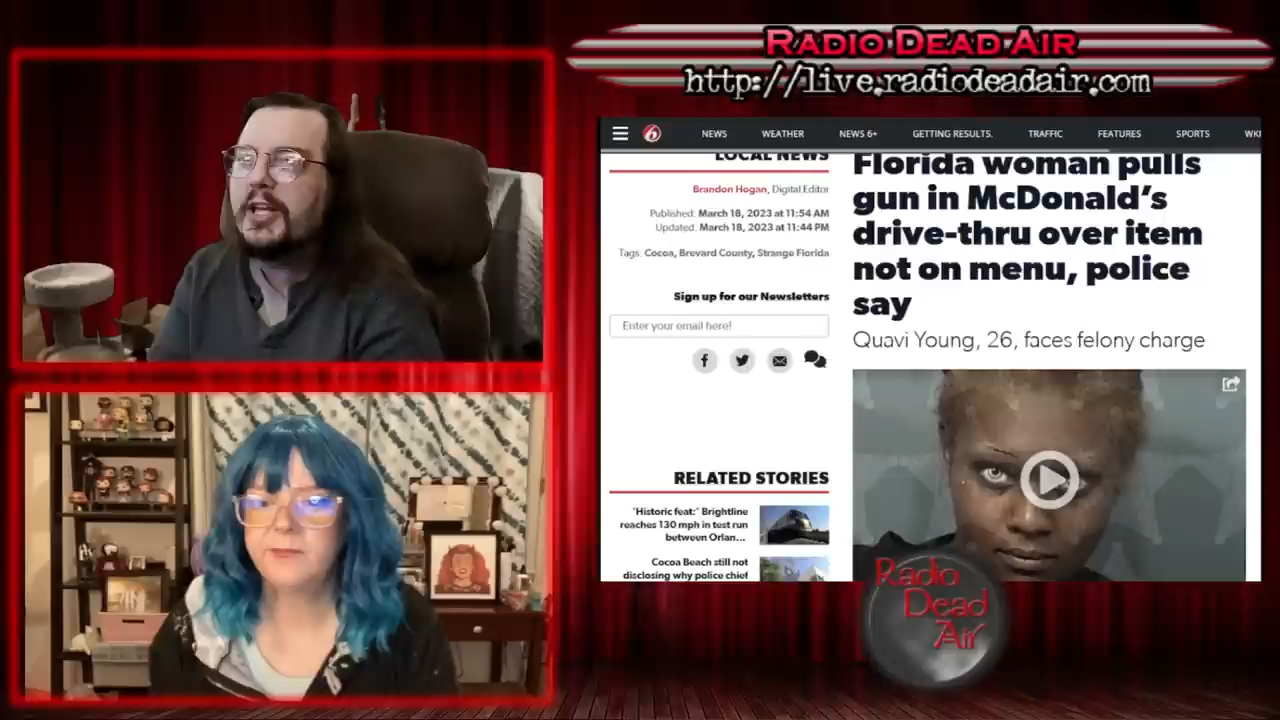 RADIO DEAD AIR
http://live.radiodeadair.com
6
NEWS
WEATHER
NEWS 6+
GETTING RESULTS.
TRAFFIC
FEATURES
SPORTS
WKI
LOCAL NEWS
Brandon Hogan, Digital Editor
Published: March 18, 2023 at 11:54 AM
Updated: March 18, 2023 at 11:44 PM
Tags: Cocoa, Brevard County, Strange Florida
Sign up for our Newsletters
Enter your email here!
RELATED STORIES
"Historic feat:" Brightline
reaches 130 mph in test run
between Orlan...
Cocoa Beach still not
disclosing why police chief
Florida woman pulls
gun in McDonald's
drive-thru over item
not on menu, police
say
Quavi Young, 26, faces felony charge
Radio
Dead
Air